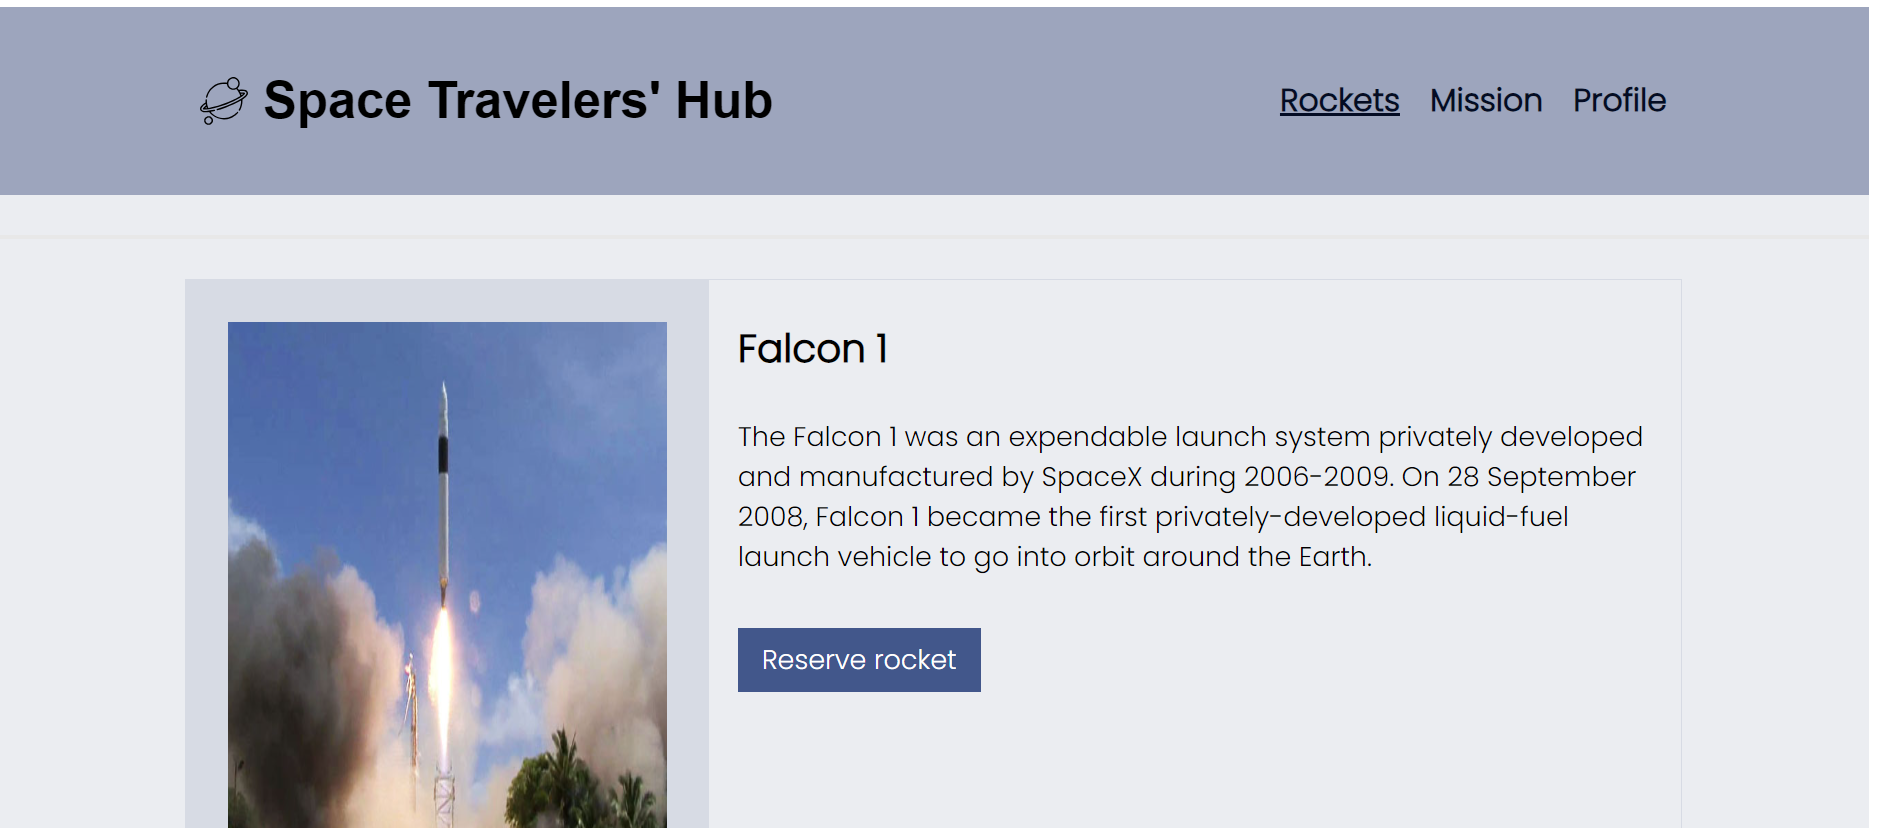 Space Travelers' Hub
Rockets Mission Profile
Falcon 1
The Falcon 1 was an expendable launch system privately developed
and manufactured by SpaceX during 2006-2009. On 28 September
2008, Falcon 1 became the first privately-developed liquid-fuel
launch vehicle to go into orbit around the Earth.
Reserve rocket